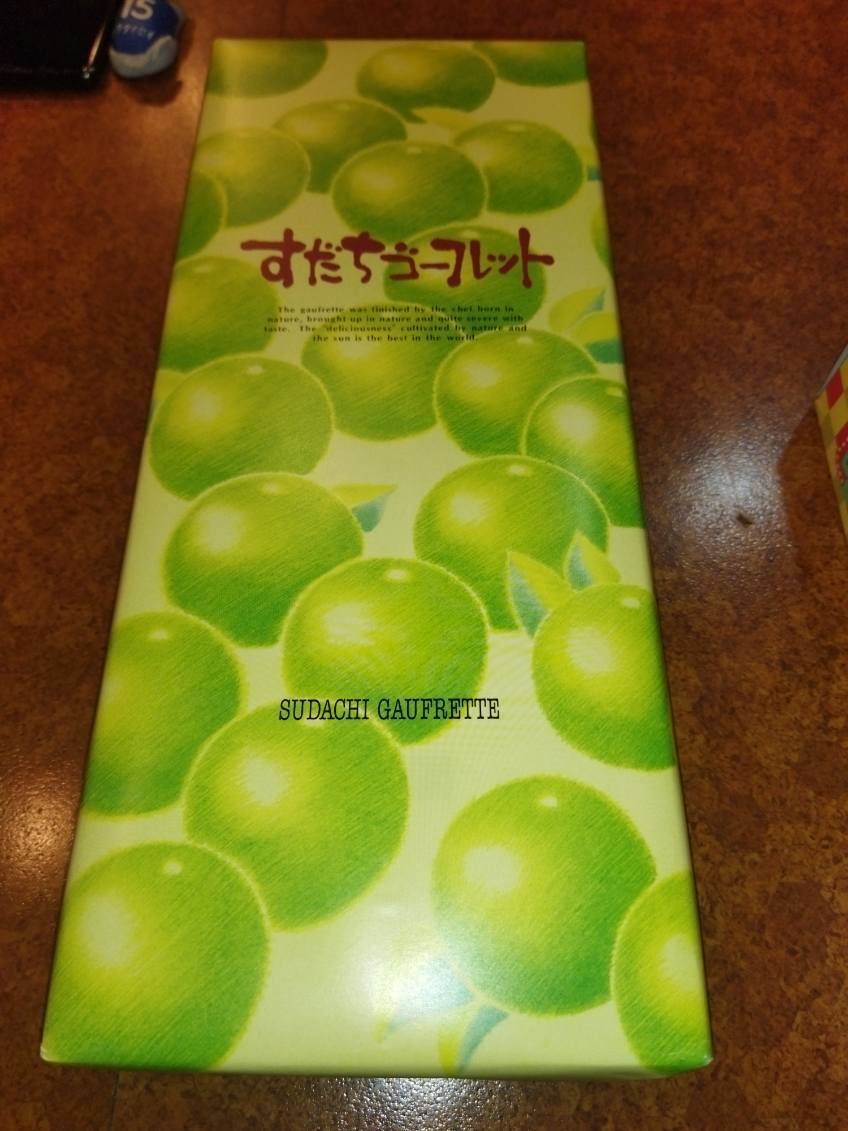 15
すだちゴーフレット
The gaufrette was finished by the chef born in
nature, brought up in nature and quite severe with
taste. The "deliciousness" cultivated by nature and
the sun is the best in the world.
SUDACHI GAUFRETTE